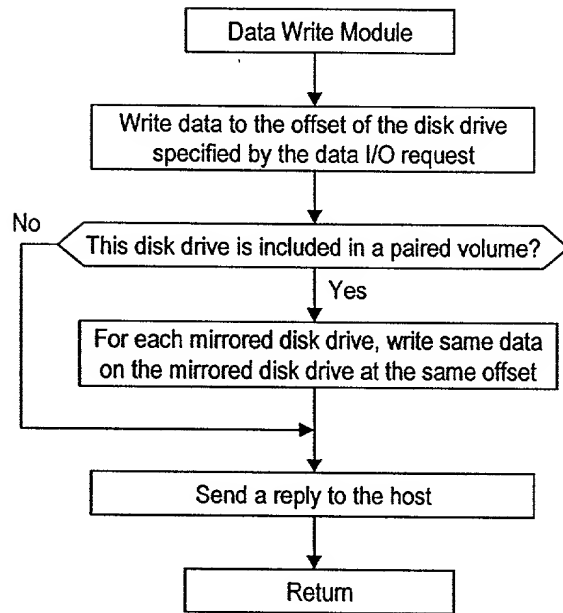 Data Write Module
Write data to the offset of the disk drive
specified by the data I/O request
No
This disk drive is included in a paired volume?
Yes
For each mirrored disk drive, write same data
on the mirrored disk drive at the same offset
Send a reply to the host
Return